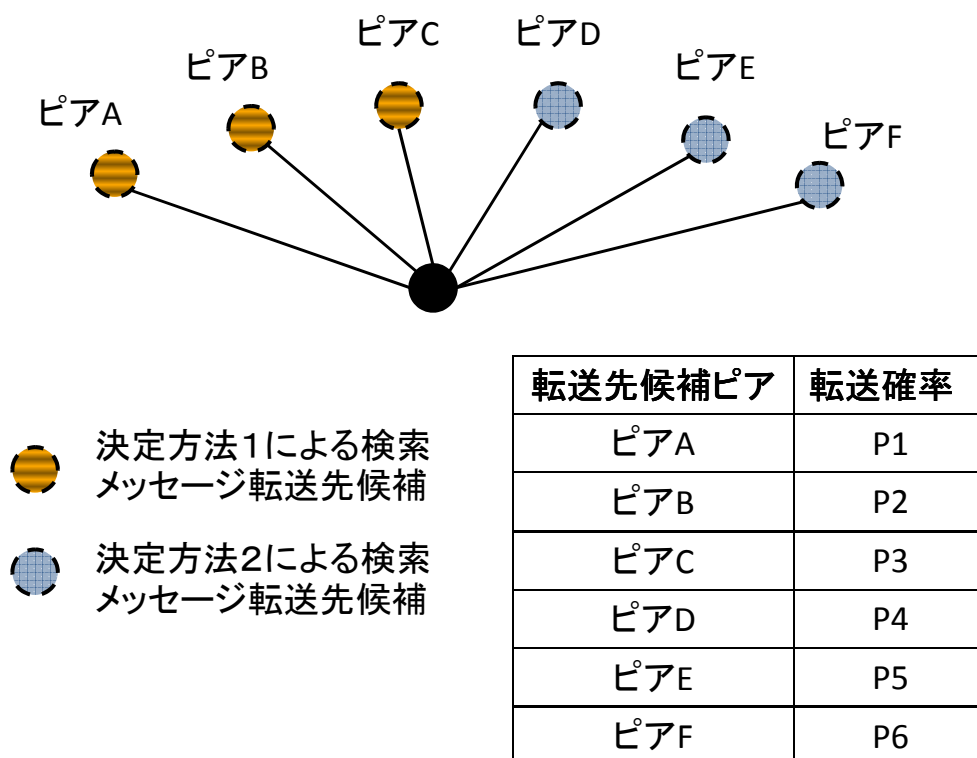 ピアA
ピアB
ピアC
ピアD
ピアE
ピアF
決定方法1による検索
メッセージ転送先候補
決定方法2による検索
メッセージ転送先候補
転送先候補ピア 転送確率
ピアA P1
ピアB P2
ピアC P3
ピアD P4
ピアE P5
ピアF P6